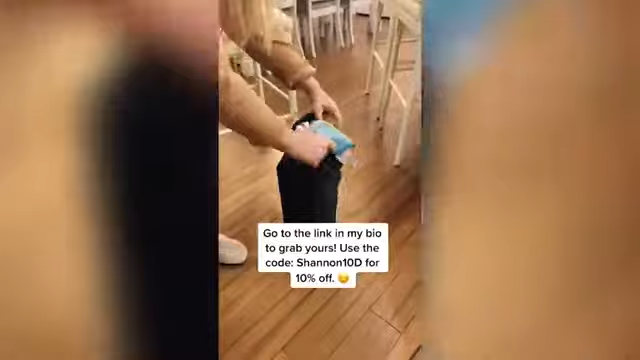 Go to the link in my bio
to grab yours! Use the
code: Shannon10D for
10% off. 😏